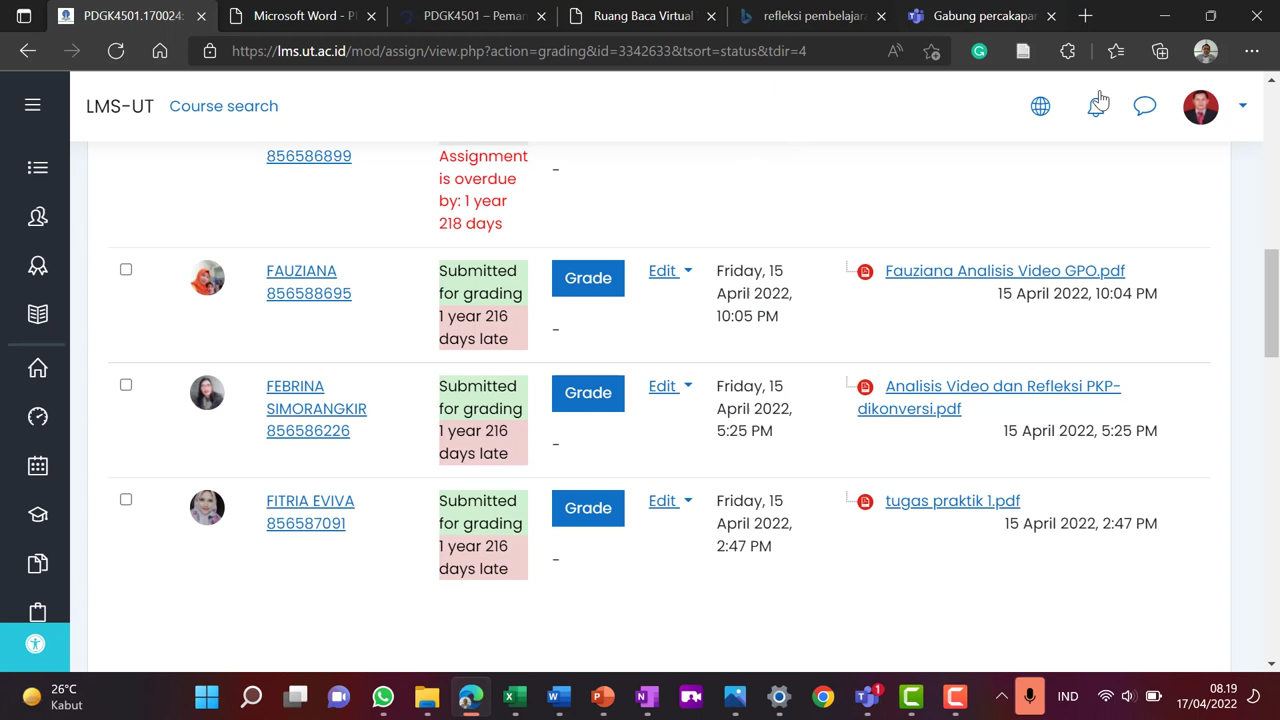 PDGK4501.170024
Microsoft Word - P
PDGK4501 - Peman
Ruang Baca Virtual
refleksi pembelajara
Gabung percakapa
https://lms.ut.ac.id/mod/assign/view.php?action=grading&id=3342633&tsort=status&tdir=4
LMS-UT Course search
856586899
Assignment
is overdue
by: 1 year
218 days
-
FAUZIANA
856588695
Submitted
for grading
1 year 216
days late
Grade
-
Edit
Friday, 15
April 2022,
10:05 PM
Fauziana Analisis Video GPO.pdf
15 April 2022, 10:04 PM
FEBRINA
SIMORANGKIR
856586226
Submitted
for grading
1 year 216
days late
Grade
-
Edit
Friday, 15
April 2022,
5:25 PM
Analisis Video dan Refleksi PKP-
dikonversi.pdf
15 April 2022, 5:25 PM
FITRIA EVIVA
856587091
Submitted
for grading
1 year 216
days late
Grade
-
Edit
Friday, 15
April 2022,
2:47 PM
tugas praktik 1.pdf
15 April 2022, 2:47 PM
26°C
Kabut
1
IND
08.19
17/04/2022